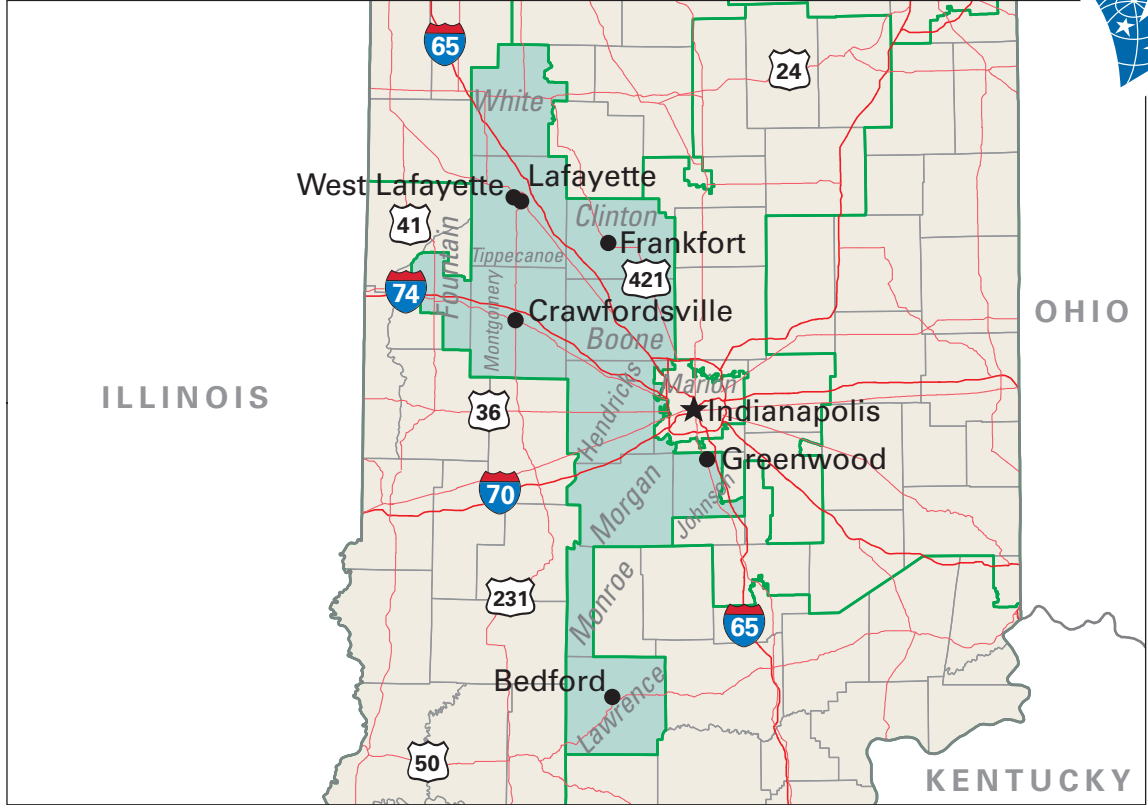 65
24
White
West Lafayette
Lafayette
41
Clinton
Frankfort
Fountain
Tippecanoe
421
74
Montgomery
Crawfordsville
OHIO
Boone
Marion
ILLINOIS
36
Hendricks
Indianapolis
Greenwood
70
Morgan
Johnson
231
Monroe
65
Bedford
Lawrence
50
KENTUCKY